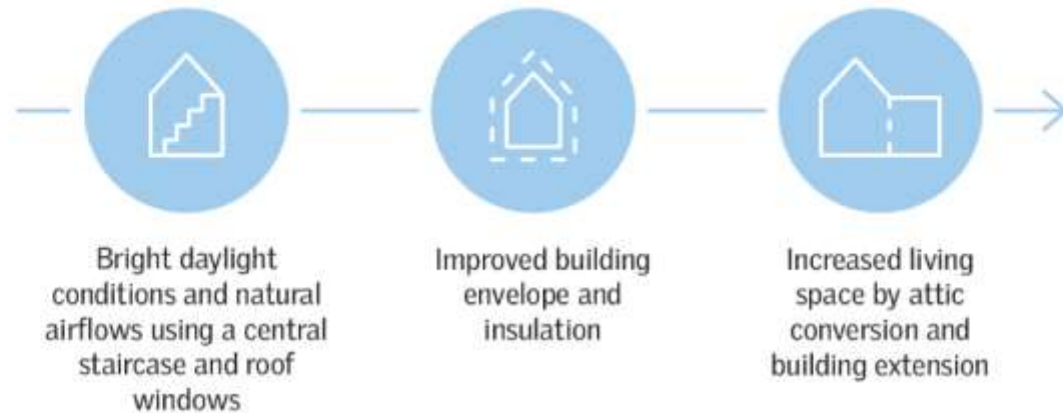 Bright daylight
conditions and natural
airflows using a central
staircase and roof
windows
Improved building
envelope and
insulation
Increased living
space by attic
conversion and
building extension